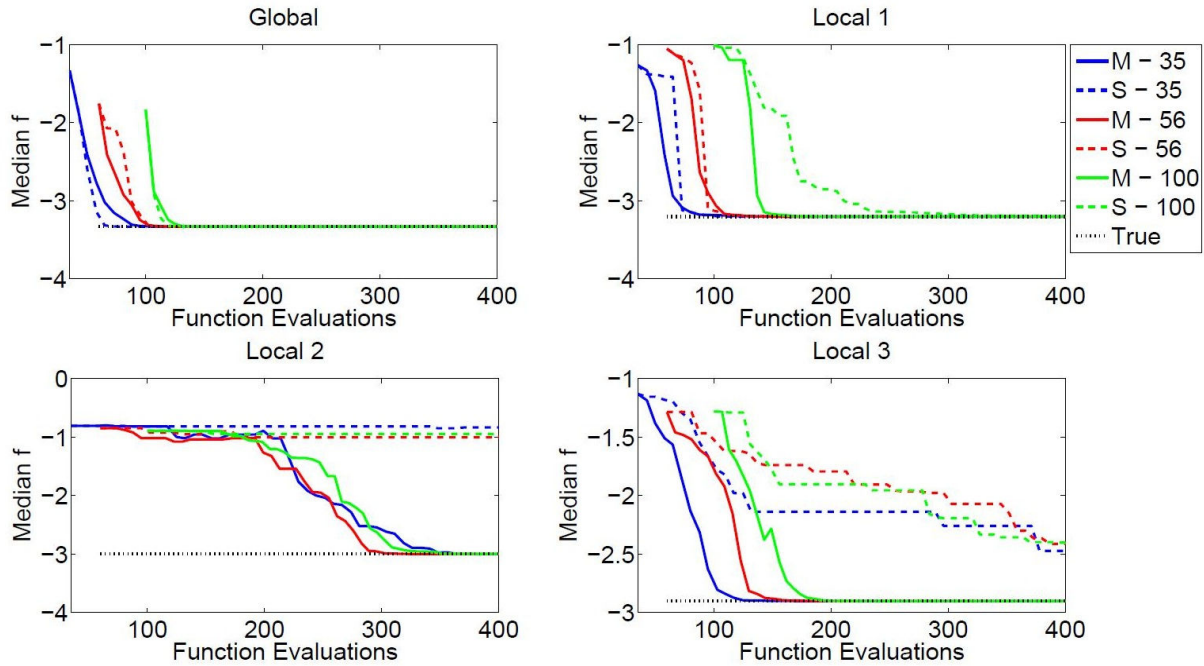 Global
−1
−2
−3
−4
Median f
100 200 300 400
Function Evaluations
Local 1
−1
−2
−3
−4
Median f
100 200 300 400
Function Evaluations
M − 35
S − 35
M − 56
S − 56
M − 100
S − 100
True
Local 2
0
−1
−2
−3
−4
Median f
100 200 300 400
Function Evaluations
Local 3
−1
−1.5
−2
−2.5
−3
Median f
100 200 300 400
Function Evaluations